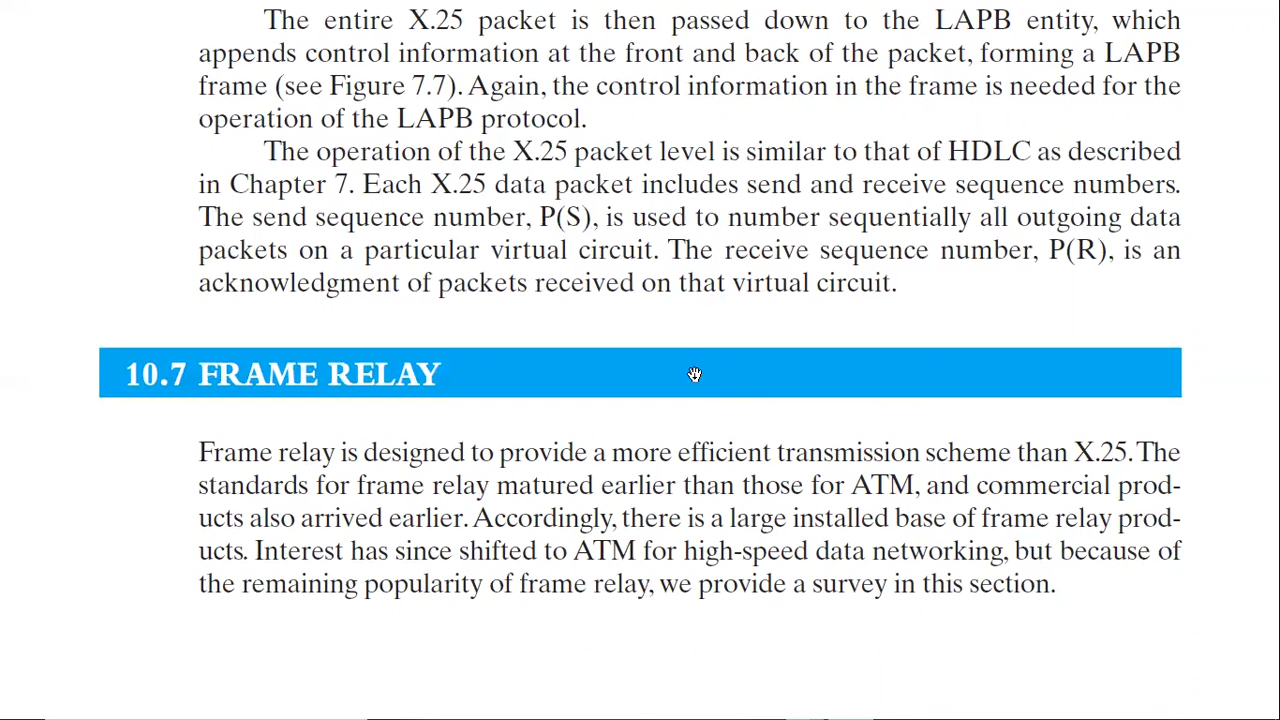 The entire X.25 packet is then passed down to the LAPB entity, which
appends control information at the front and back of the packet, forming a LAPB
frame (see Figure 7.7). Again, the control information in the frame is needed for the
operation of the LAPB protocol.
The operation of the X.25 packet level is similar to that of HDLC as described
in Chapter 7. Each X.25 data packet includes send and receive sequence numbers.
The send sequence number, P(S), is used to number sequentially all outgoing data
packets on a particular virtual circuit. The receive sequence number, P(R), is an
acknowledgment of packets received on that virtual circuit.
10.7 FRAME RELAY
Frame relay is designed to provide a more efficient transmission scheme than X.25. The
standards for frame relay matured earlier than those for ATM, and commercial prod-
ucts also arrived earlier. Accordingly, there is a large installed base of frame relay prod-
ucts. Interest has since shifted to ATM for high-speed data networking, but because of
the remaining popularity of frame relay, we provide a survey in this section.